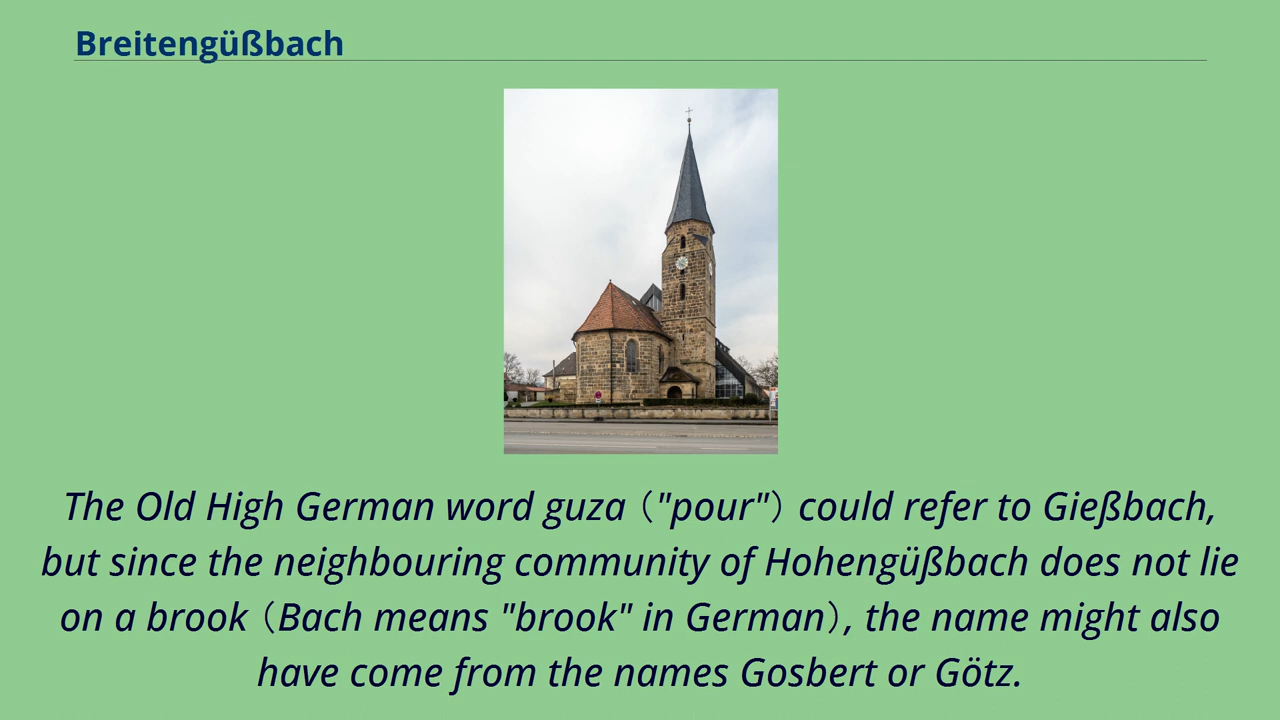 Breitengüßbach
The Old High German word guza ("pour") could refer to Gießbach,
but since the neighbouring community of Hohengüßbach does not lie
on a brook (Bach means "brook" in German), the name might also
have come from the names Gosbert or Götz.